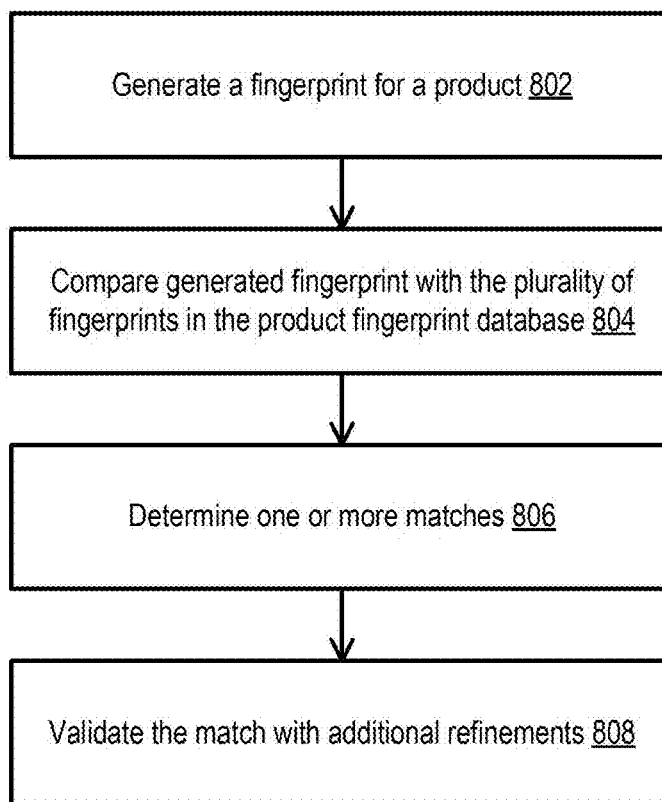 Generate a fingerprint for a product 802
Compare generated fingerprint with the plurality of
fingerprints in the product fingerprint database 804
Determine one or more matches 806
Validate the match with additional refinements 808